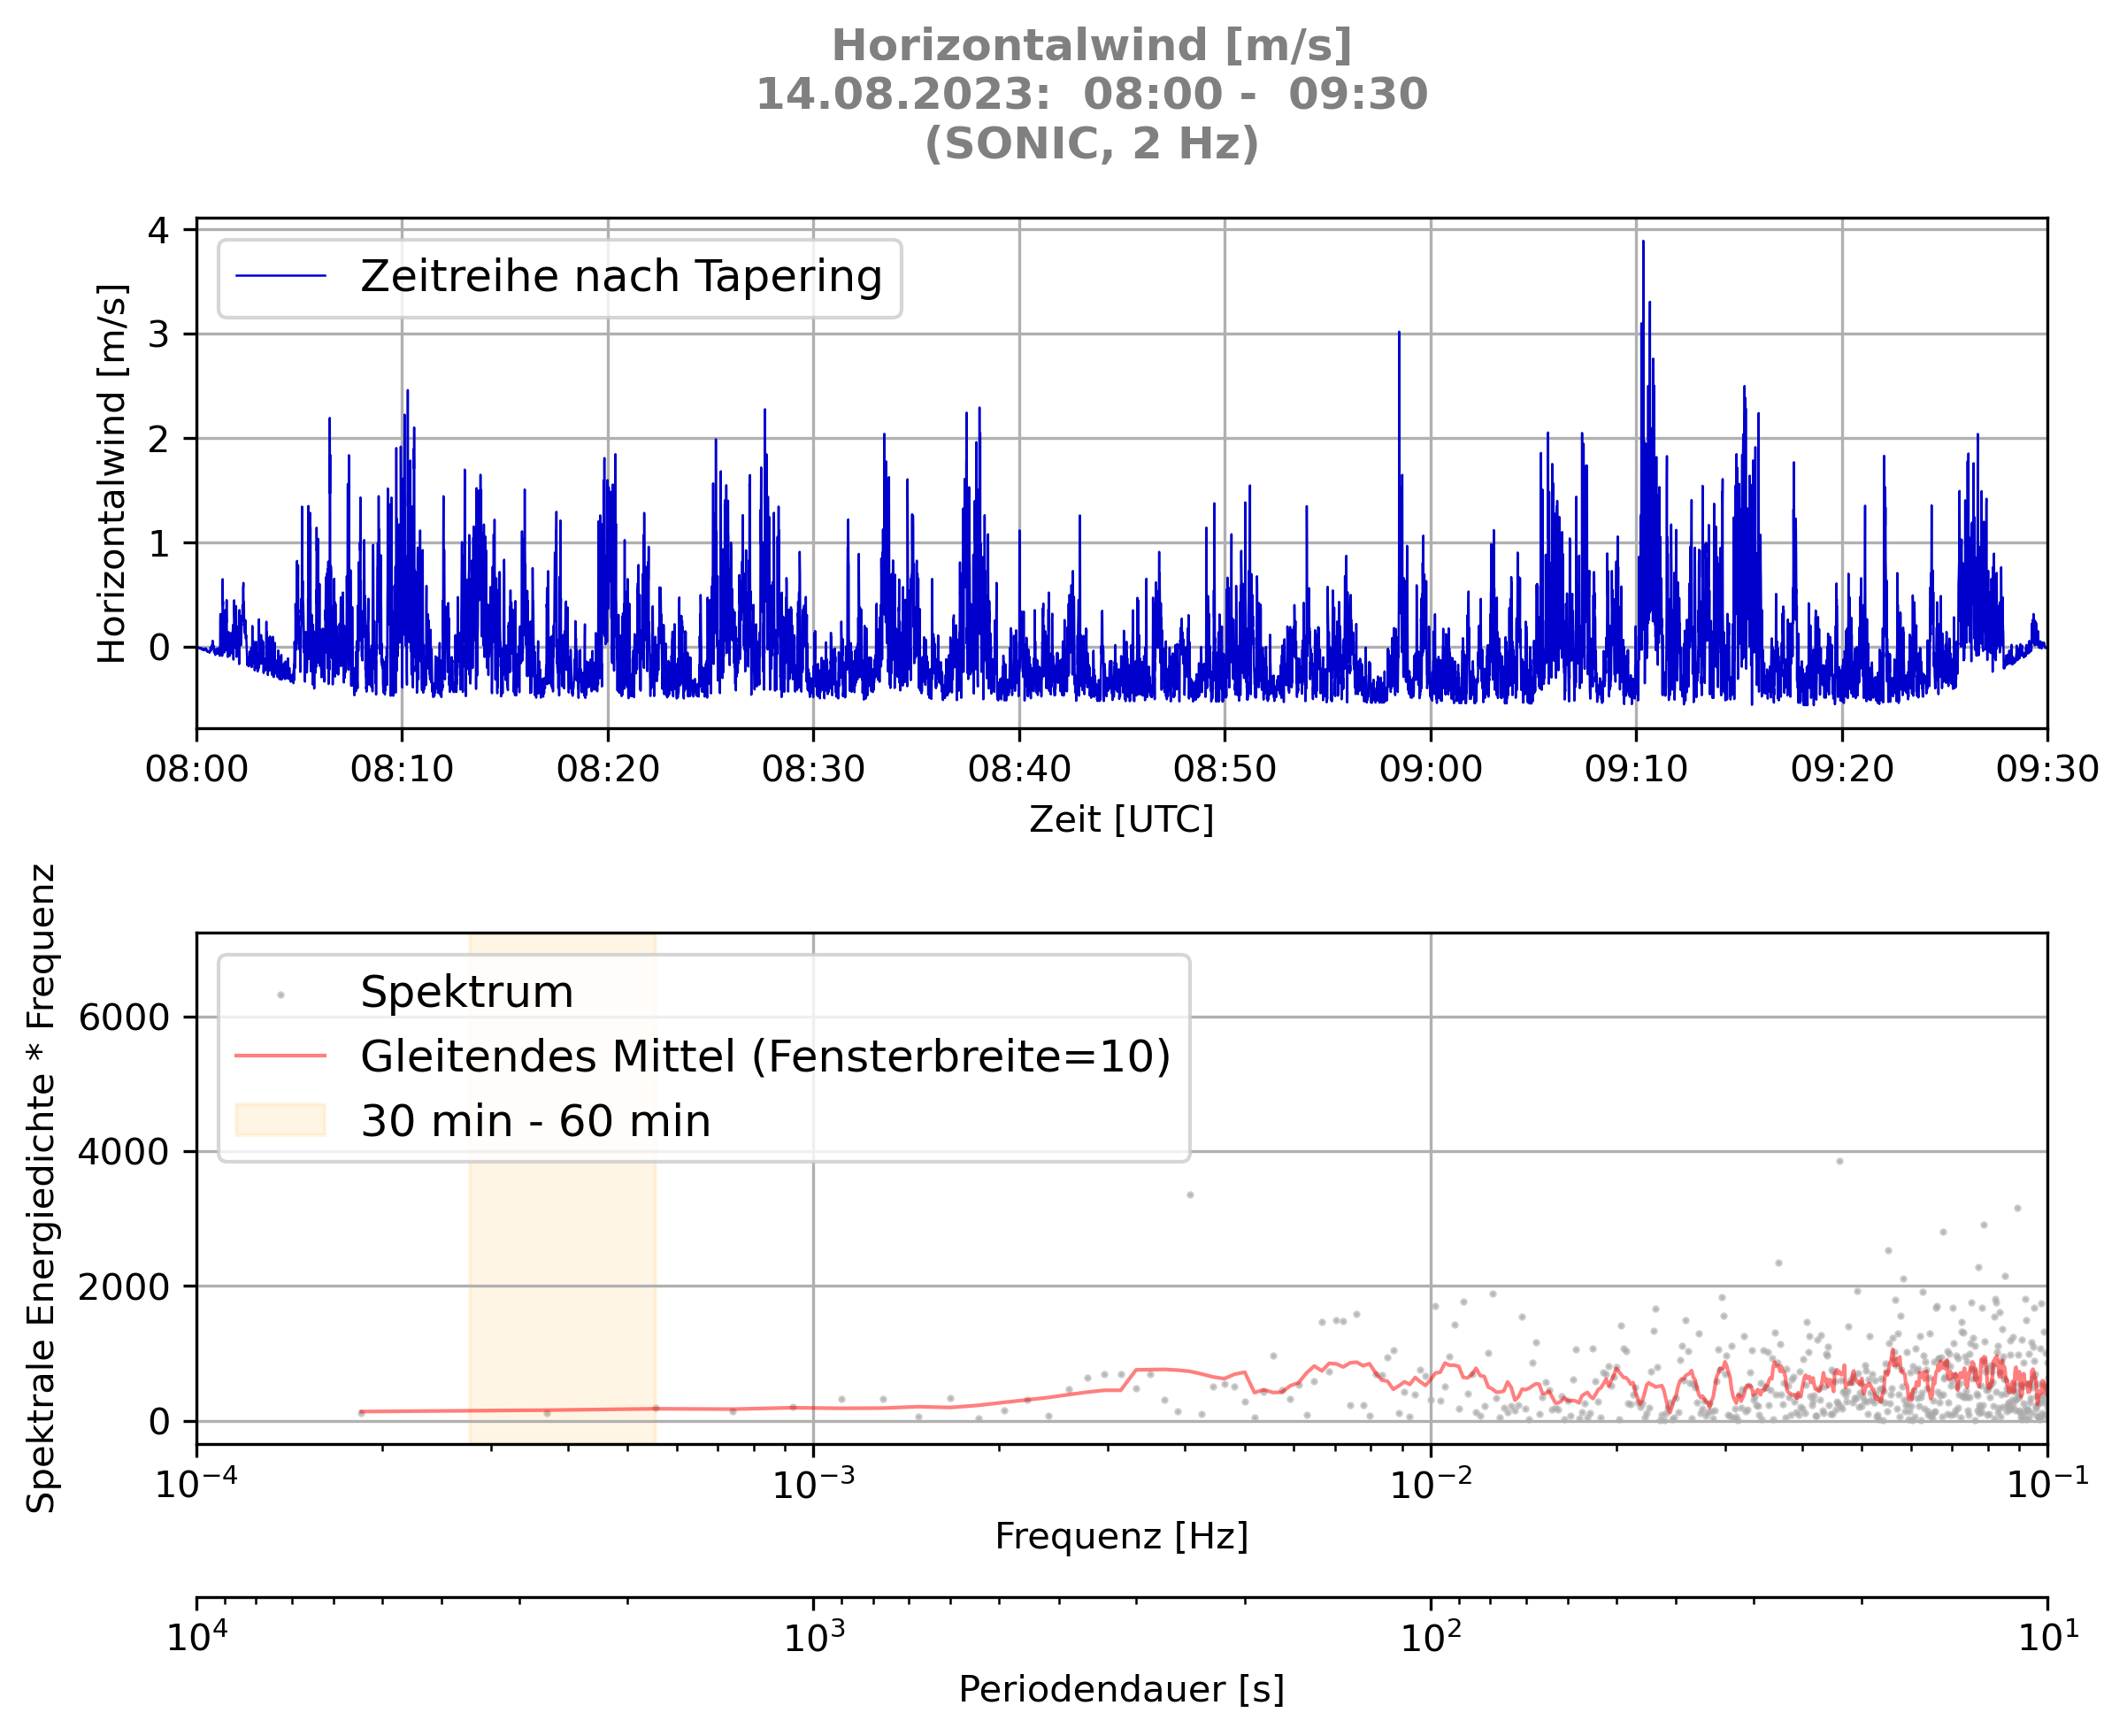 Horizontalwind [m/s]
14.08.2023:  08:00 -  09:30
(SONIC, 2 Hz)
Horizontalwind [m/s]
4
3
2
1
0
Zeitreihe nach Tapering
08:00 08:10 08:20 08:30 08:40 08:50 09:00 09:10 09:20 09:30
Zeit [UTC]
Spektrale Energiedichte * Frequenz
6000
4000
2000
0
Spektrum
Gleitendes Mittel (Fensterbreite=10)
30 min - 60 min
10⁻⁴ 10⁻³ 10⁻² 10⁻¹
Frequenz [Hz]
10⁴ 10³ 10² 10¹
Periodendauer [s]